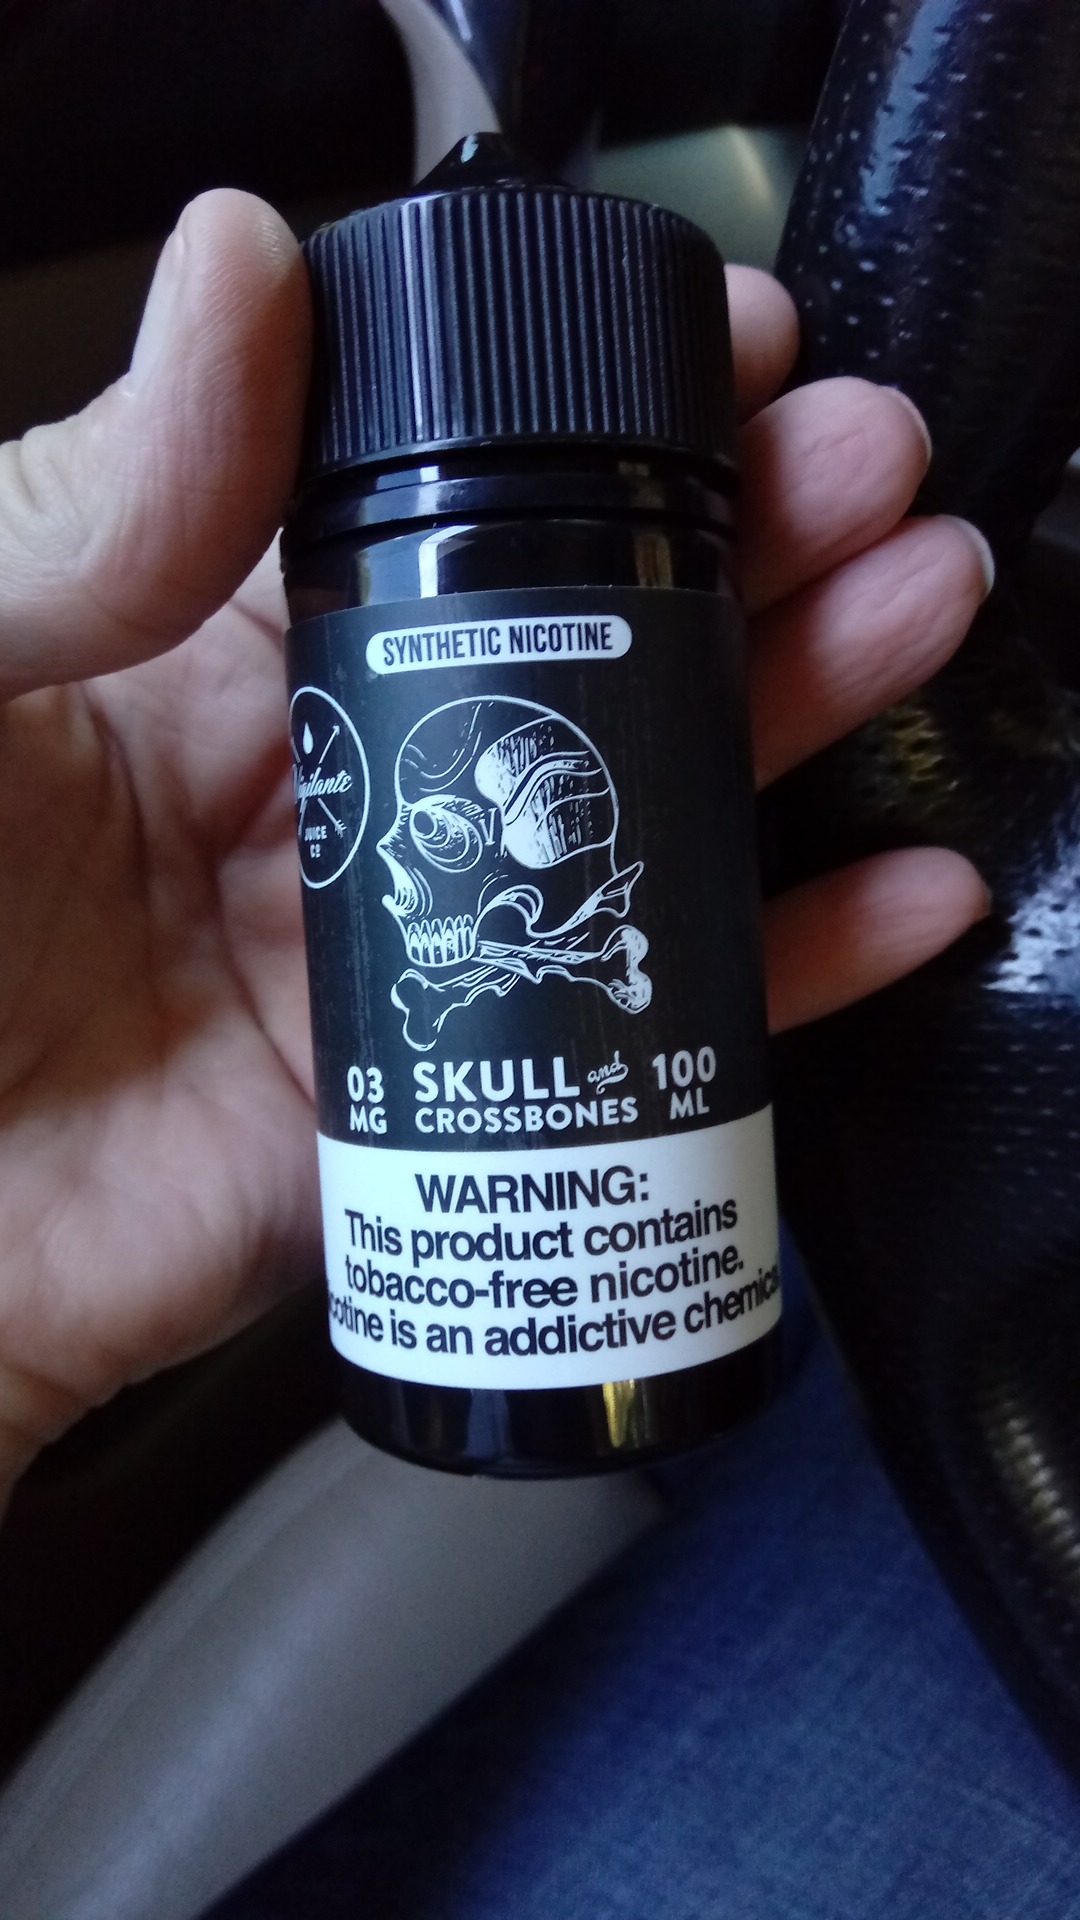 SYNTHETIC NICOTINE
Vigilante
JUICE
CO
03 MG
SKULL and
CROSSBONES
100 ML
WARNING:
This product contains
tobacco-free nicotine.
is an addictive